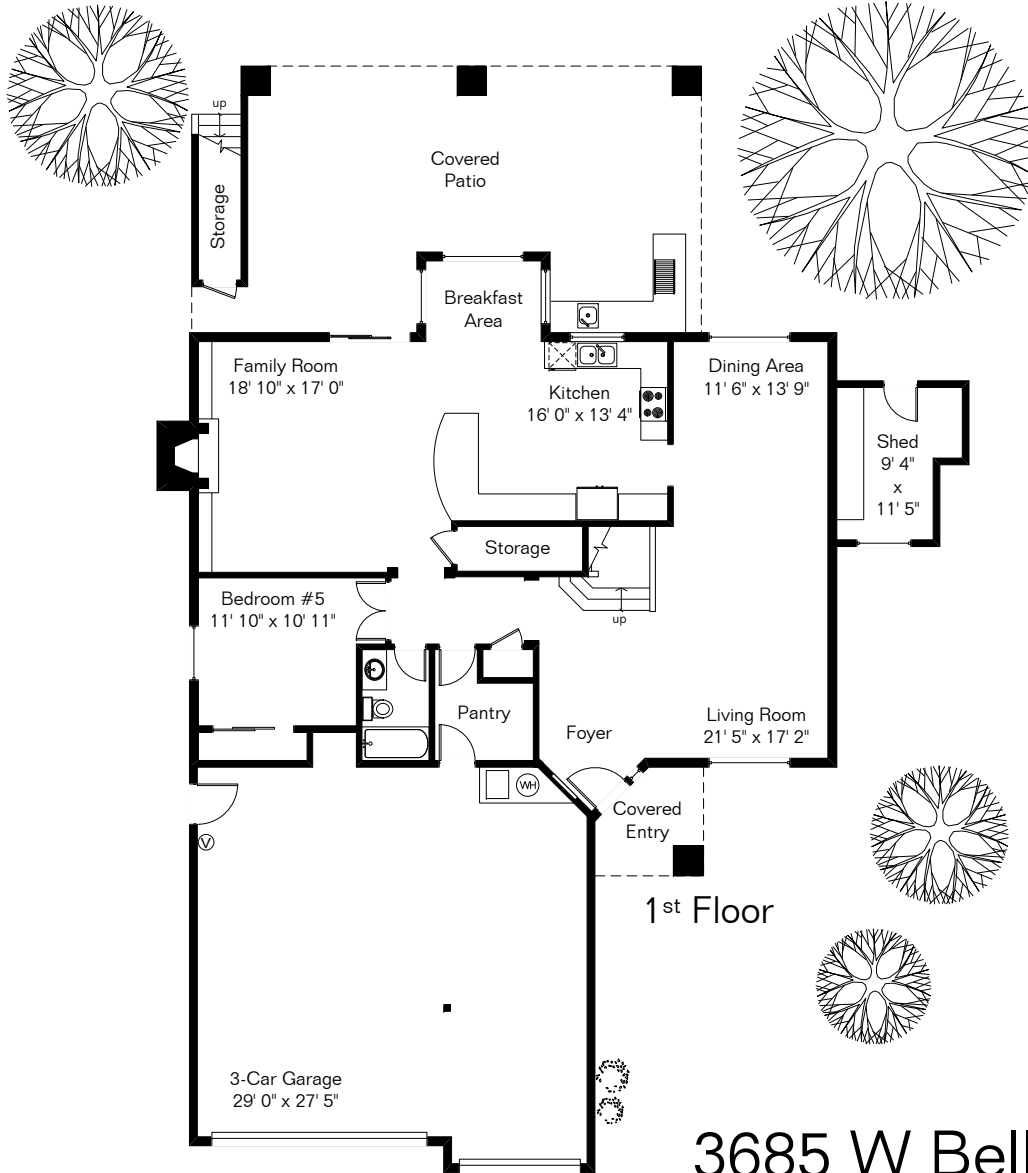 up
Covered
Patio
Storage
Breakfast
Area
Family Room
18' 10" x 17' 0"
Kitchen
16' 0" x 13' 4"
Dining Area
11' 6" x 13' 9"
Shed
9' 4"
x
11' 5"
Storage
Bedroom #5
11' 10" x 10' 11"
up
Pantry
Foyer
Living Room
21' 5" x 17' 2"
WH
Covered
Entry
V
1st Floor
3-Car Garage
29' 0" x 27' 5"
3685 W Bell